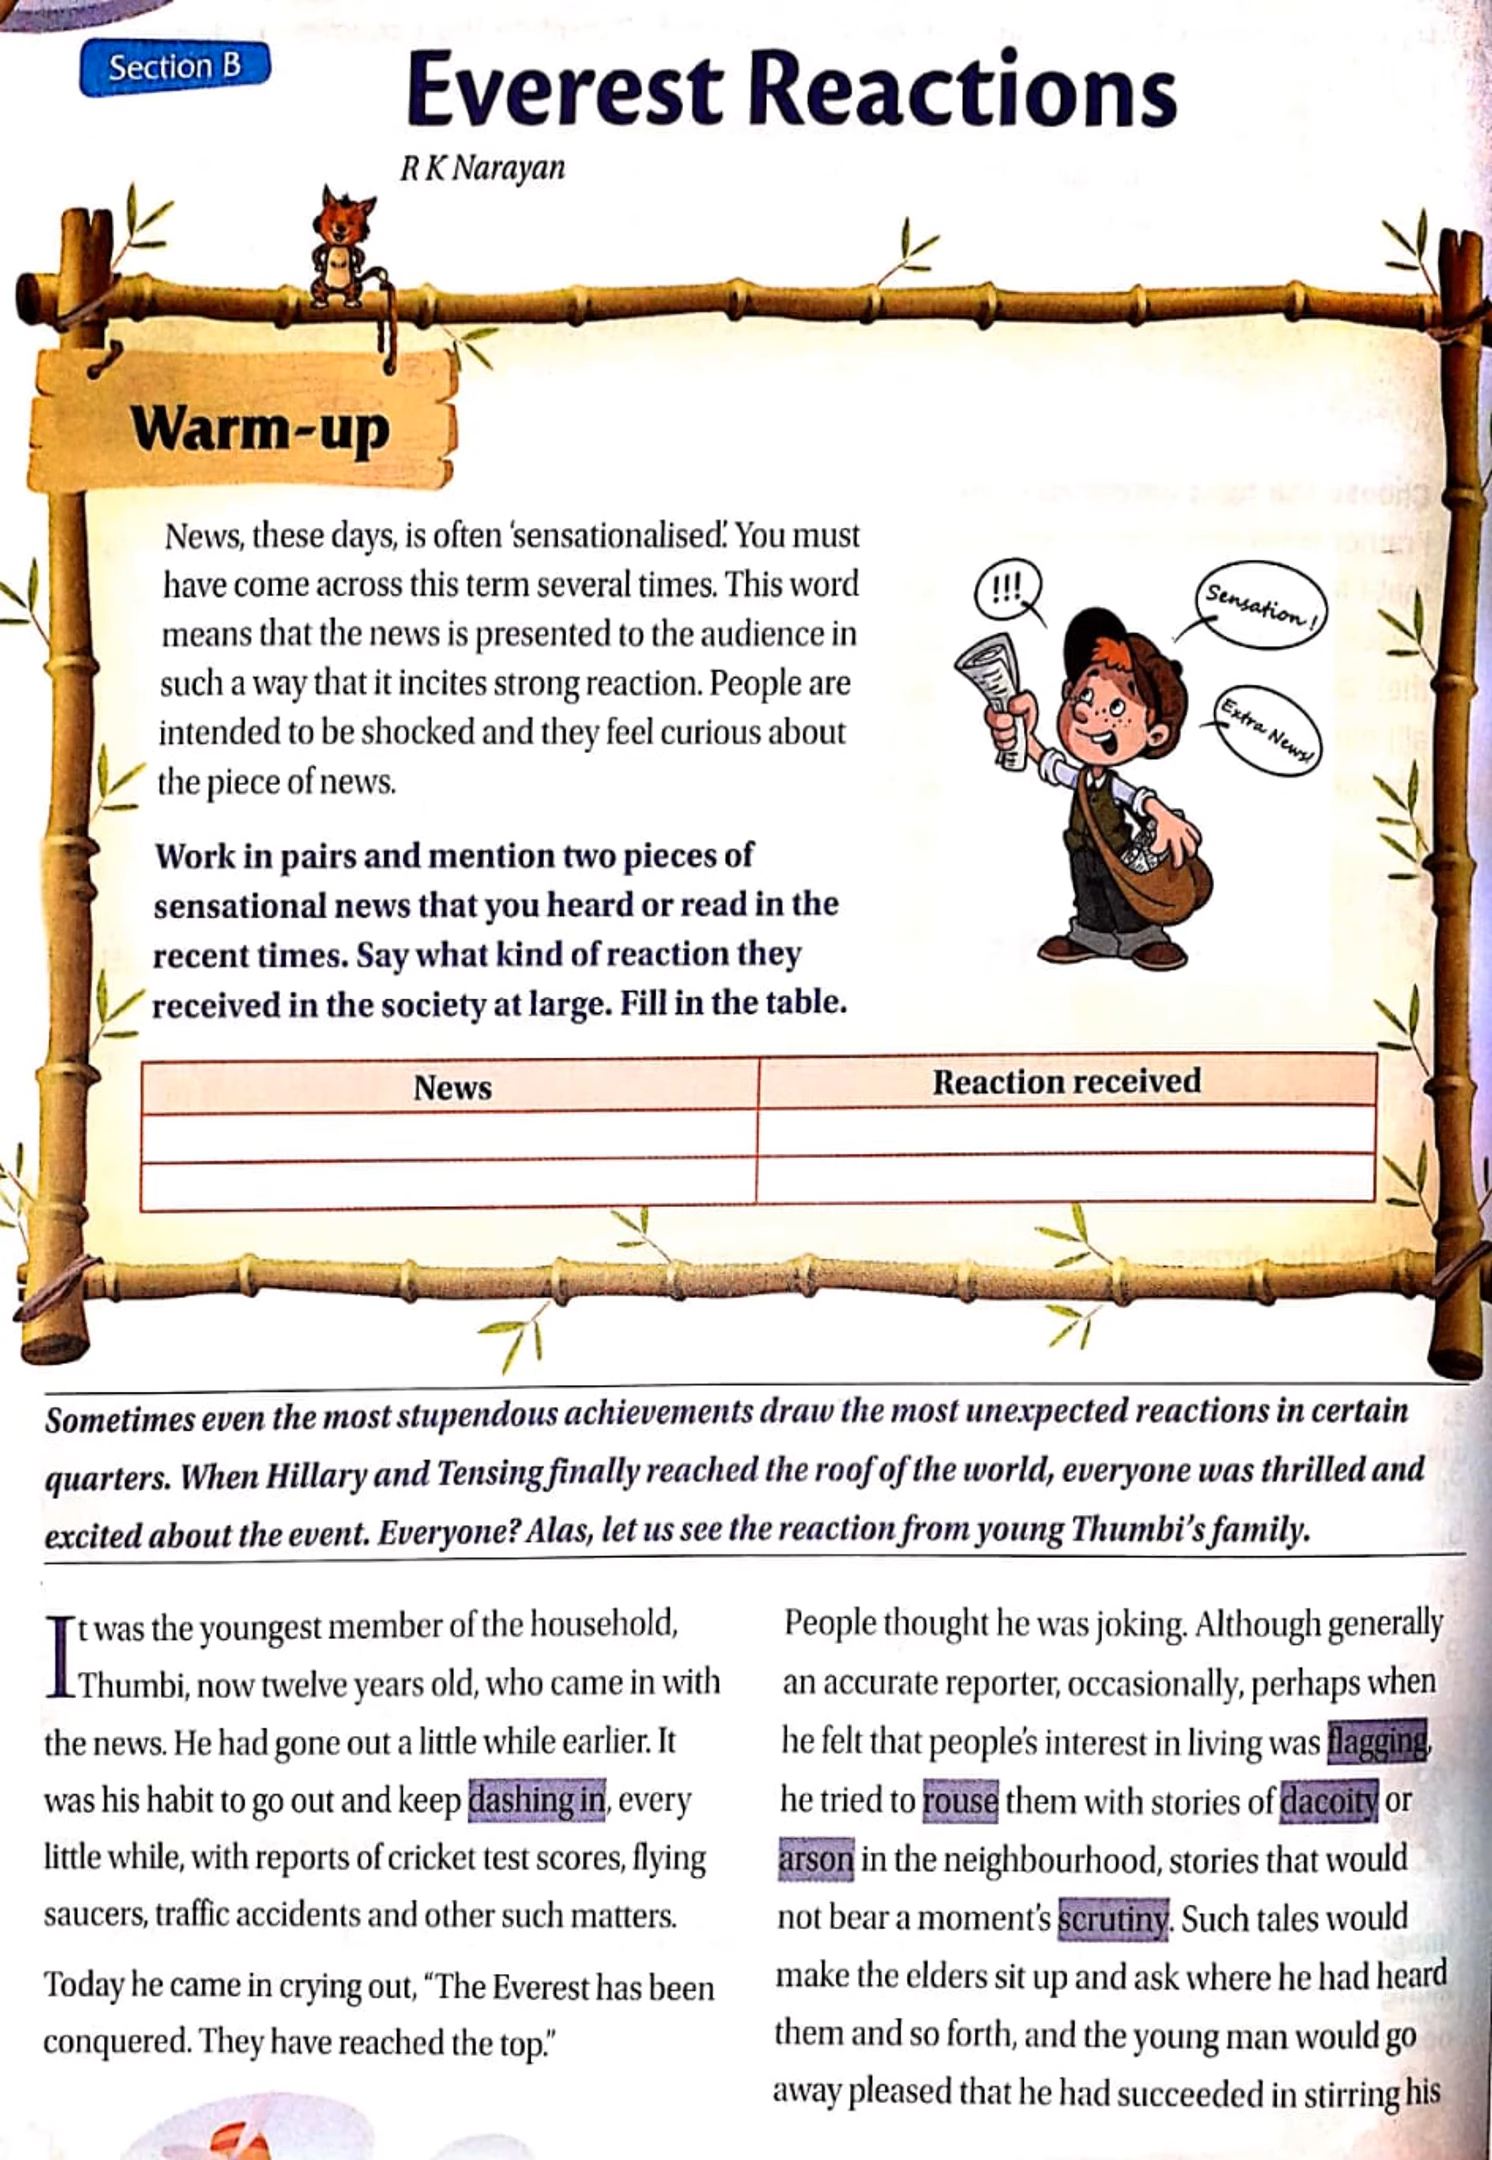 Section B
Everest Reactions
R K Narayan
Warm-up
News, these days, is often ‘sensationalised’. You must
have come across this term several times. This word
means that the news is presented to the audience in
such a way that it incites strong reaction. People are
intended to be shocked and they feel curious about
the piece of news.
!!!
Sensation!
Extra News!
Work in pairs and mention two pieces of
sensational news that you heard or read in the
recent times. Say what kind of reaction they
received in the society at large. Fill in the table.
News
Reaction received
Sometimes even the most stupendous achievements draw the most unexpected reactions in certain
quarters. When Hillary and Tensing finally reached the roof of the world, everyone was thrilled and
excited about the event. Everyone? Alas, let us see the reaction from young Thumbi’s family.
It was the youngest member of the household,
Thumbi, now twelve years old, who came in with
the news. He had gone out a little while earlier. It
was his habit to go out and keep dashing in, every
little while, with reports of cricket test scores, flying
saucers, traffic accidents and other such matters.
Today he came in crying out, “The Everest has been
conquered. They have reached the top.”
People thought he was joking. Although generally
an accurate reporter, occasionally, perhaps when
he felt that people’s interest in living was flagging,
he tried to rouse them with stories of dacoity or
arson in the neighbourhood, stories that would
not bear a moment’s scrutiny. Such tales would
make the elders sit up and ask where he had heard
them and so forth, and the young man would go
away pleased that he had succeeded in stirring his